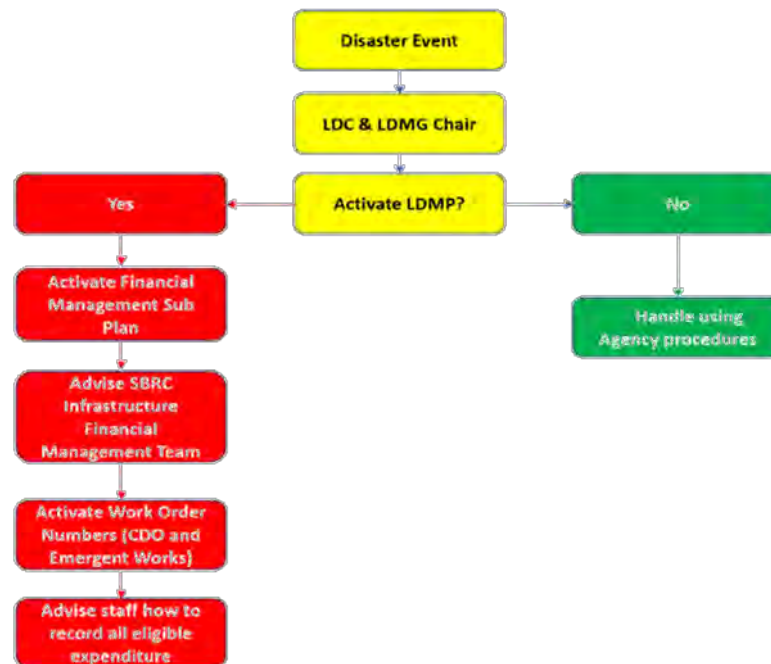 Disaster Event
LDC & LDMG Chair
Yes
Activate LDMP?
No
Activate Financial
Management Sub
Plan
Handle using
Agency procedures
Advise SBRC
Infrastructure
Financial
Management Team
Activate Work Order
Numbers (CDO and
Emergent Works)
Advise staff how to
record all eligible
expenditure